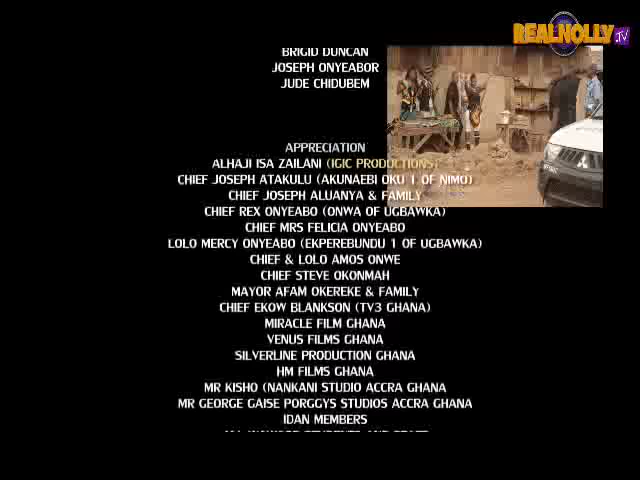 REALNOLLY.TV
BRIGID DUNCAN
JOSEPH ONYEABOR
JUDE CHIDUBEM
APPRECIATION
ALHAJI ISA ZAILANI (IGIC PRODUCTIONS)
CHIEF JOSEPH ATAKULU (AKUNAEBI OKU 1 OF NIMO)
CHIEF JOSEPH ALUANYA & FAMILY
CHIEF REX ONYEABO (ONWA OF UGBAWKA)
CHIEF MRS FELICIA ONYEABO
LOLO MERCY ONYEABO (EKPEREBUNDU 1 OF UGBAWKA)
CHIEF & LOLO AMOS ONWE
CHIEF STEVE OKONMAH
MAYOR AFAM OKEREKE & FAMILY
CHIEF EKOW BLANKSON (TV3 GHANA)
MIRACLE FILM GHANA
VENUS FILMS GHANA
SILVERLINE PRODUCTION GHANA
HM FILMS GHANA
MR KISHO (NANKANI STUDIO ACCRA GHANA
MR GEORGE GAISE PORGGYS STUDIOS ACCRA GHANA
IDAN MEMBERS